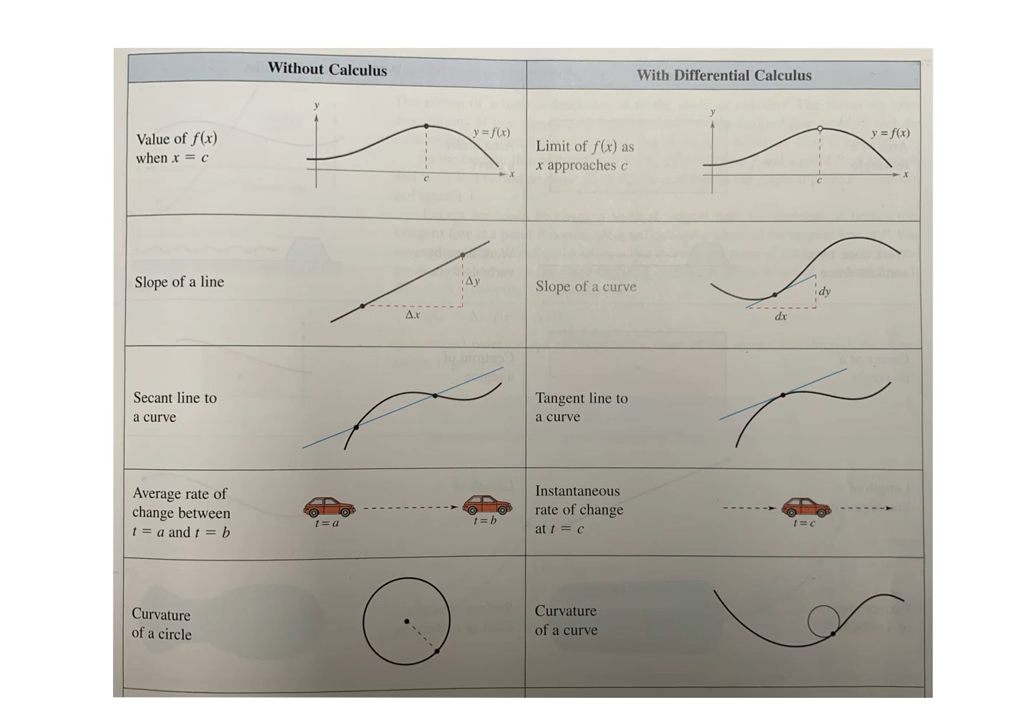 Without Calculus
With Differential Calculus
Value of f(x)
when x = c
y
y = f(x)
x
c
Limit of f(x) as
x approaches c
y
y = f(x)
x
c
Slope of a line
Δy
Δx
Slope of a curve
dy
dx
Secant line to
a curve
Tangent line to
a curve
Average rate of
change between
t = a and t = b
t = a
t = b
Instantaneous
rate of change
at t = c
t = c
Curvature
of a circle
Curvature
of a curve